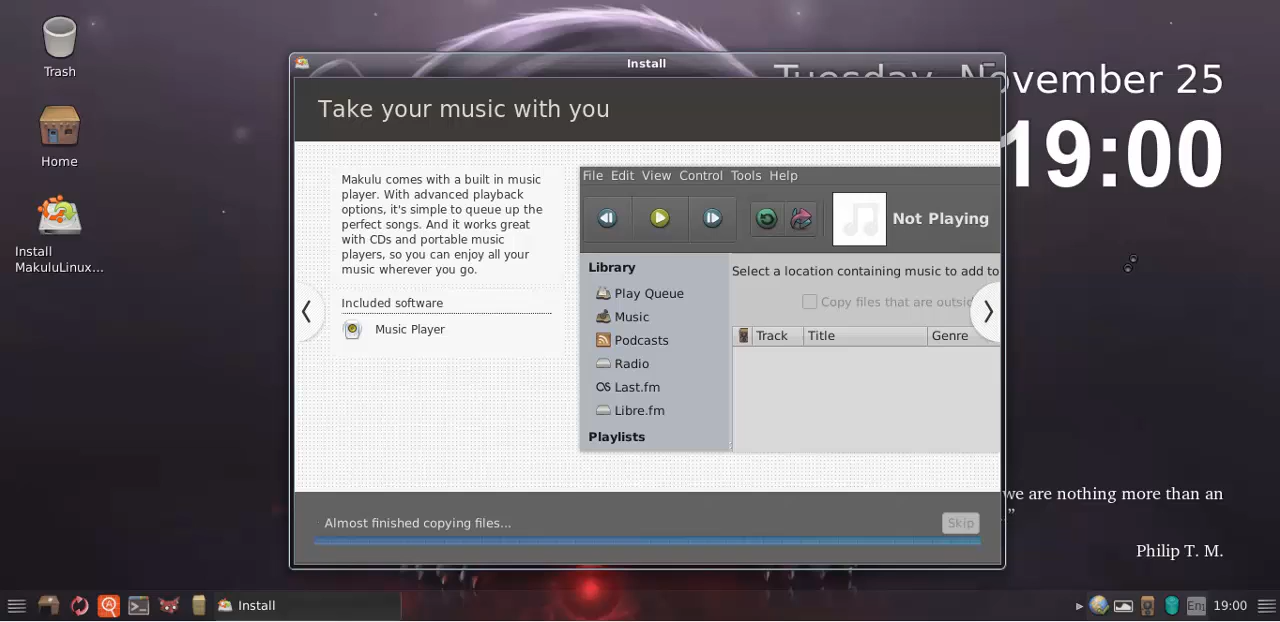 Trash
Home
Install
MakuluLinux...
Install
Tuesday, November 25
19:00
Take your music with you
Makulu comes with a built in music
player. With advanced playback
options, it's simple to queue up the
perfect songs. And it works great
with CDs and portable music
players, so you can enjoy all your
music wherever you go.
Included software
Music Player
File Edit View Control Tools Help
Not Playing
Library
Play Queue
Music
Podcasts
Radio
Last.fm
Libre.fm
Playlists
Select a location containing music to add to
Copy files that are outsid
Track Title Genre
Almost finished copying files...
Skip
we are nothing more than an
”
Philip T. M.
Install
En
19:00